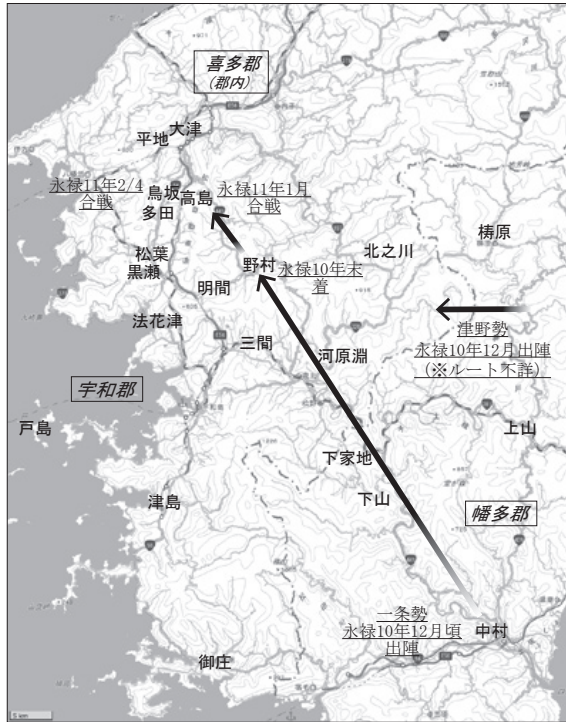 喜多郡
(郡内)
大津
平地
永禄11年2/4
合戦
鳥坂
高島
永禄11年1月
合戦
多田
梼原
北之川
松葉
野村
永禄10年末
着
黒瀬
明間
法花津
津野勢
永禄10年12月出陣
(※ルート不詳)
三間
河原淵
宇和郡
戸島
上山
下家地
下山
津島
幡多郡
一条勢
永禄10年12月頃
出陣
中村
御庄
5 km